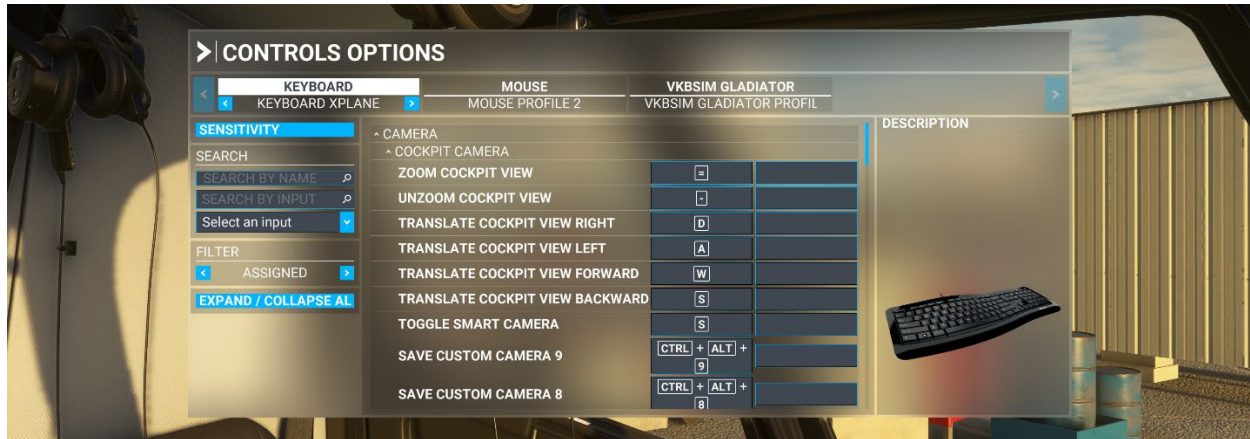 CONTROLS OPTIONS
KEYBOARD MOUSE VKBSIM GLADIATOR
KEYBOARD XPLANE MOUSE PROFILE 2 VKBSIM GLADIATOR PROFIL
SENSITIVITY
SEARCH
SEARCH BY NAME
SEARCH BY INPUT
Select an input
FILTER
ASSIGNED
EXPAND / COLLAPSE AL
CAMERA
COCKPIT CAMERA
ZOOM COCKPIT VIEW =
UNZOOM COCKPIT VIEW -
TRANSLATE COCKPIT VIEW RIGHT D
TRANSLATE COCKPIT VIEW LEFT A
TRANSLATE COCKPIT VIEW FORWARD W
TRANSLATE COCKPIT VIEW BACKWARD S
TOGGLE SMART CAMERA S
SAVE CUSTOM CAMERA 9 CTRL + ALT +
9
SAVE CUSTOM CAMERA 8 CTRL + ALT +
8
DESCRIPTION